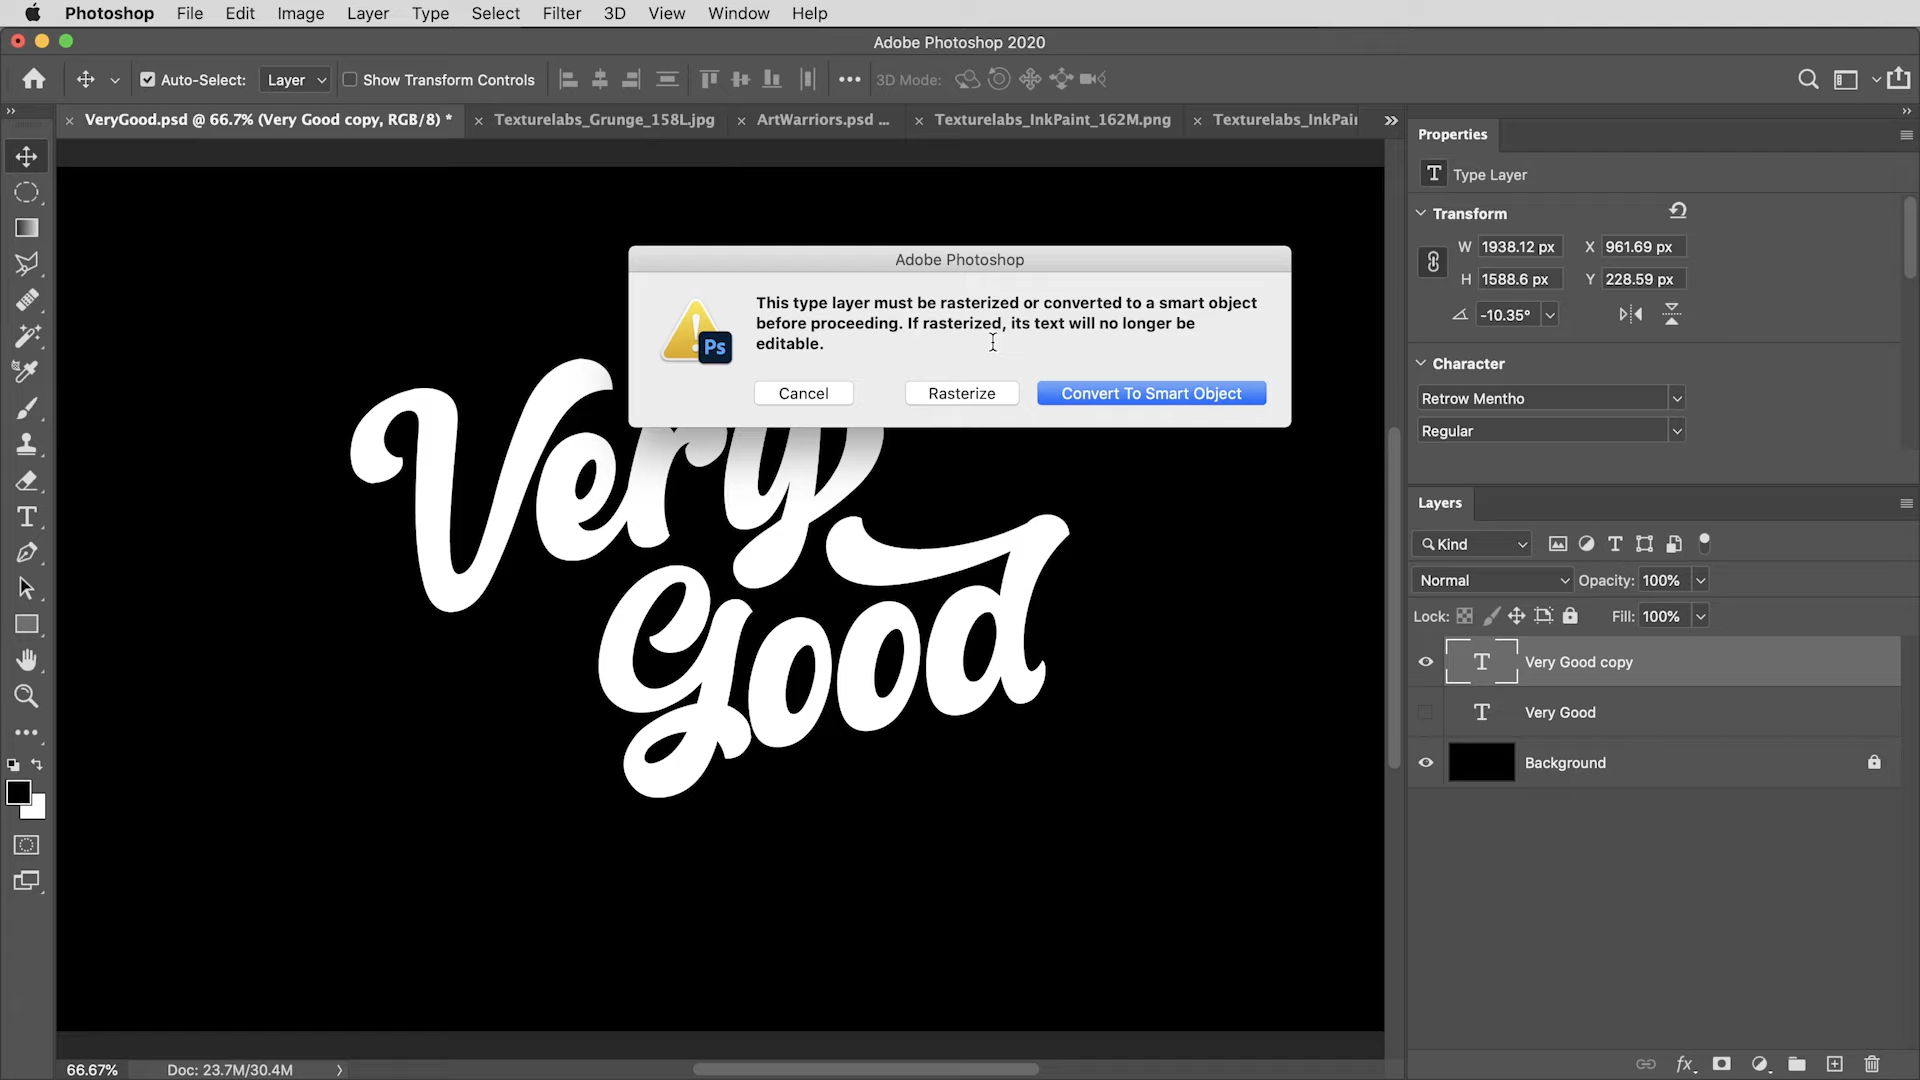 Photoshop File Edit Image Layer Type Select Filter 3D View Window Help
Adobe Photoshop 2020
Auto-Select: Layer Show Transform Controls 3D Mode:
VeryGood.psd @ 66.7% (Very Good copy, RGB/8) * Texturelabs_Grunge_158L.jpg ArtWarriors.psd ... Texturelabs_InkPaint_162M.png Texturelabs_InkPai
Properties
T Type Layer
Transform
W 1938.12 px X 961.69 px
H 1588.6 px Y 228.59 px
-10.35°
Character
Retrow Mentho
Regular
Adobe Photoshop
This type layer must be rasterized or converted to a smart object
before proceeding. If rasterized, its text will no longer be
editable.
Ps
Cancel Rasterize Convert To Smart Object
Very
Good
Layers
Kind
Normal Opacity: 100%
Lock: Fill: 100%
T Very Good copy
T Very Good
Background
66.67% Doc: 23.7M/30.4M
fx